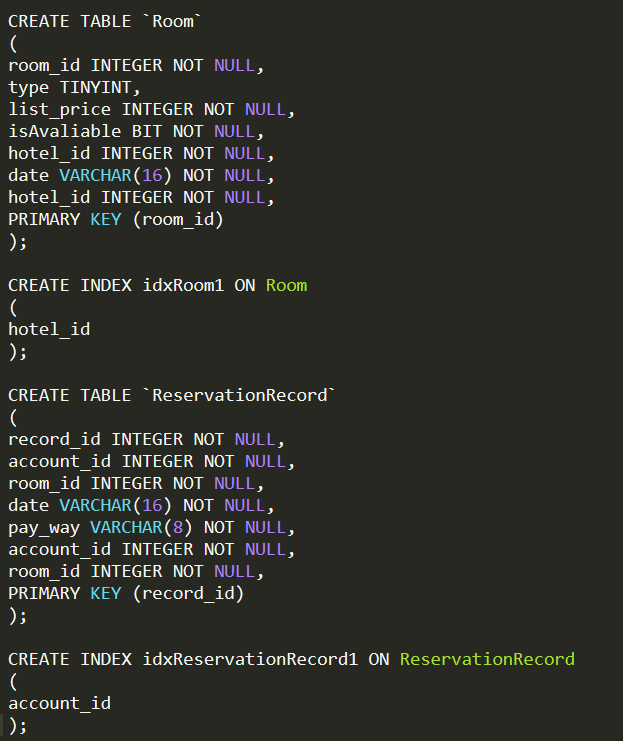 CREATE TABLE `Room`
(
room_id INTEGER NOT NULL,
type TINYINT,
list_price INTEGER NOT NULL,
isAvaliable BIT NOT NULL,
hotel_id INTEGER NOT NULL,
date VARCHAR(16) NOT NULL,
hotel_id INTEGER NOT NULL,
PRIMARY KEY (room_id)
);

CREATE INDEX idxRoom1 ON Room
(
hotel_id
);

CREATE TABLE `ReservationRecord`
(
record_id INTEGER NOT NULL,
account_id INTEGER NOT NULL,
room_id INTEGER NOT NULL,
date VARCHAR(16) NOT NULL,
pay_way VARCHAR(8) NOT NULL,
account_id INTEGER NOT NULL,
room_id INTEGER NOT NULL,
PRIMARY KEY (record_id)
);

CREATE INDEX idxReservationRecord1 ON ReservationRecord
(
account_id
);